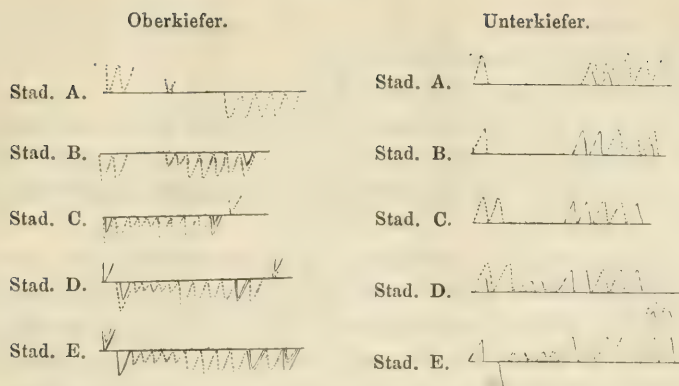 Oberkiefer.
Stad. A.
Stad. B.
Stad. C.
Stad. D.
Stad. E.
Unterkiefer.
Stad. A.
Stad. B.
Stad. C.
Stad. D.
Stad. E.